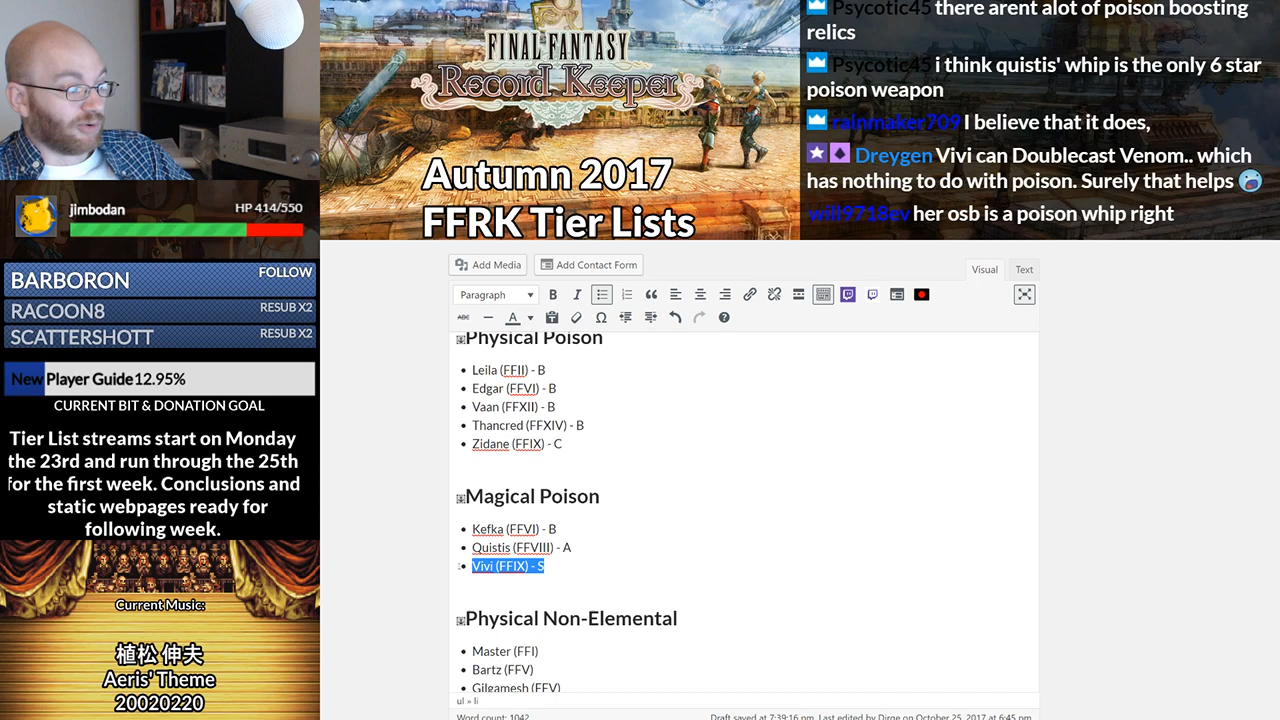 jimbodan
HP 414/550
BARBORON FOLLOW
RACOON8 RESUB X2
SCATTERSHOTT RESUB X2
New Player Guide 12.95%
CURRENT BIT & DONATION GOAL
Tier List streams start on Monday
the 23rd and run through the 25th
for the first week. Conclusions and
static webpages ready for
following week.
Current Music:
植松 伸夫
Aeris' Theme
20020220
FINAL FANTASY
Record Keeper
Autumn 2017
FFRK Tier Lists
Psycotic45 there arent alot of poison boosting
relics
Psycotic45 i think quistis' whip is the only 6 star
poison weapon
rainmaker709 I believe that it does,
Dreygen Vivi can Doublecast Venom.. which
has nothing to do with poison. Surely that helps
will9718ev her osb is a poison whip right
Add Media
Add Contact Form
Visual
Text
Paragraph
Physical Poison
Leila (FFII) - B
Edgar (FFVI) - B
Vaan (FFXII) - B
Thancred (FFXIV) - B
Zidane (FFIX) - C
Magical Poison
Kefka (FFVI) - B
Quistis (FFVIII) - A
Vivi (FFIX) - S
Physical Non-Elemental
Master (FFI)
Bartz (FFV)
Gilgamesh (FFV)
ul » li
Word count: 1042
Draft saved at 7:39:16 pm. Last edited by Dirge on October 25, 2017 at 6:45 pm